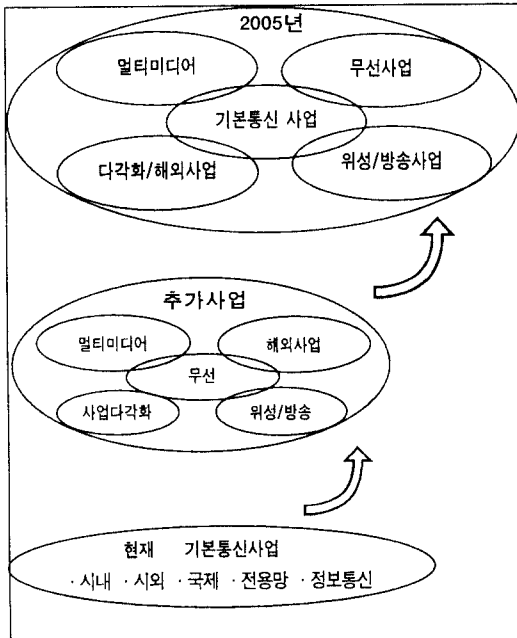 2005년
멀티미디어 무선사업
기본통신 사업
다각화/해외사업 위성/방송사업
추가사업
멀티미디어 해외사업
무선
사업다각화 위성/방송
현재 기본통신사업
· 시내 · 시외 · 국제 · 전용망 · 정보통신